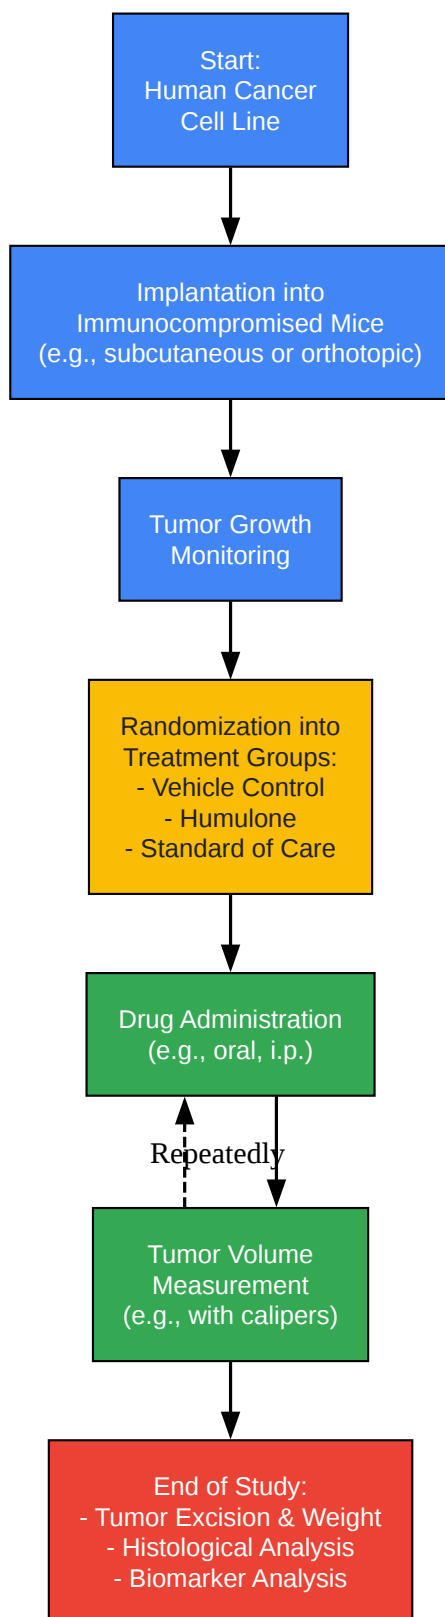 Start:
Human Cancer
Cell Line
Implantation into
Immunocompromised Mice
(e.g., subcutaneous or orthotopic)
Tumor Growth
Monitoring
Randomization into
Treatment Groups:
- Vehicle Control
- Humulone
- Standard of Care
Drug Administration
(e.g., oral, i.p.)
Repeatedly
Tumor Volume
Measurement
(e.g., with calipers)
End of Study:
- Tumor Excision & Weight
- Histological Analysis
- Biomarker Analysis